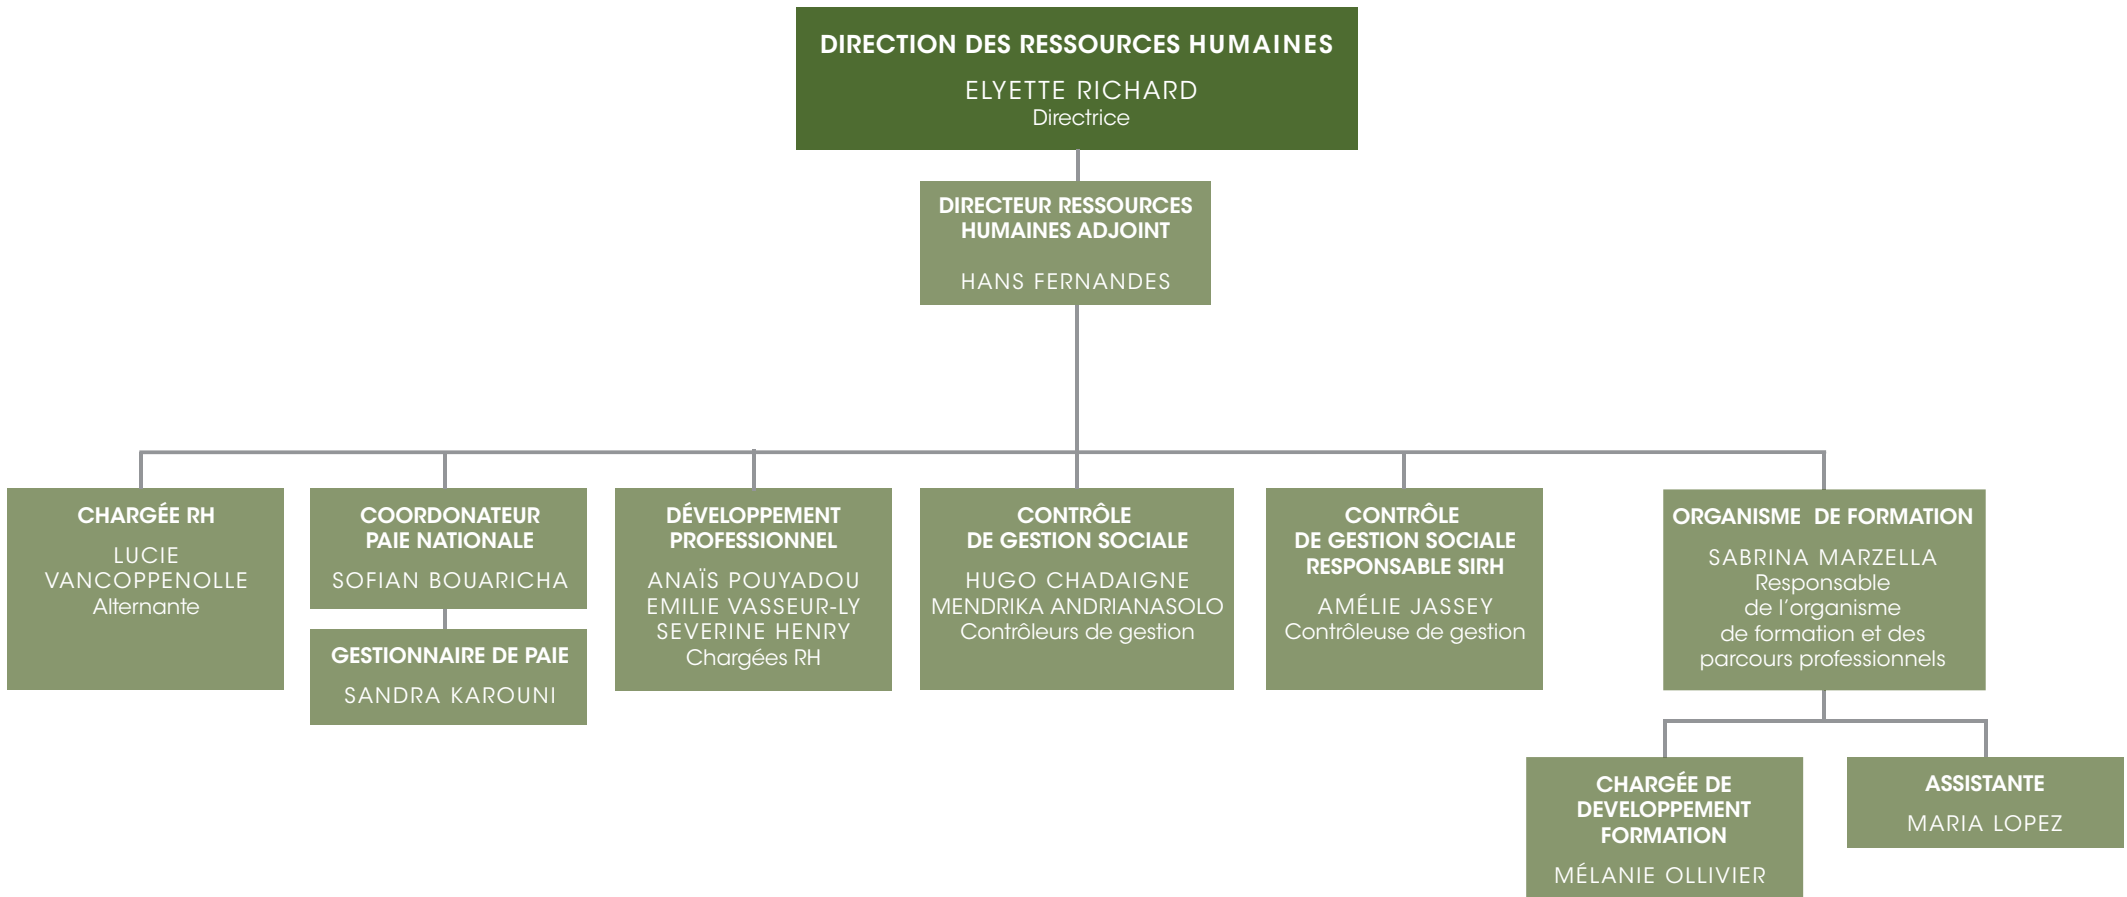 DIRECTION DES RESSOURCES HUMAINES
ELYETTE RICHARD
Directrice
DIRECTEUR RESSOURCES
HUMAINES ADJOINT
HANS FERNANDES
CHARGÉE RH
LUCIE
VANCOPPENOLLE
Alternante
COORDONATEUR
PAIE NATIONALE
SOFIAN BOUARICHA
GESTIONNAIRE DE PAIE
SANDRA KAROUNI
DÉVELOPPEMENT
PROFESSIONNEL
ANAÏS POUYADOU
EMILIE VASSEUR-LY
SEVERINE HENRY
Chargées RH
CONTRÔLE
DE GESTION SOCIALE
HUGO CHADAIGNE
MENDRIKA ANDRIANASOLO
Contrôleurs de gestion
CONTRÔLE
DE GESTION SOCIALE
RESPONSABLE SIRH
AMÉLIE JASSEY
Contrôleuse de gestion
ORGANISME DE FORMATION
SABRINA MARZELLA
Responsable
de l'organisme
de formation et des
parcours professionnels
CHARGÉE DE
DEVELOPPEMENT
FORMATION
MÉLANIE OLLIVIER
ASSISTANTE
MARIA LOPEZ